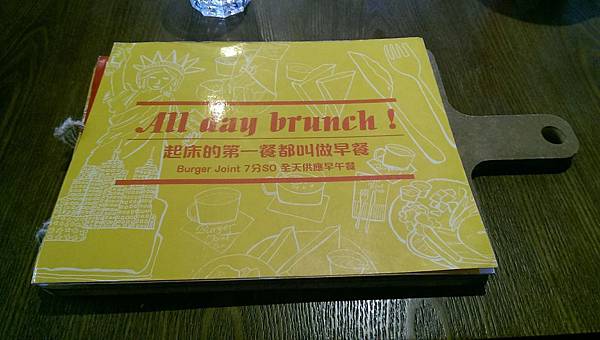 All day brunch!
起床的第一餐都叫做早餐
Burger Joint 7分SO 全天供應早午餐